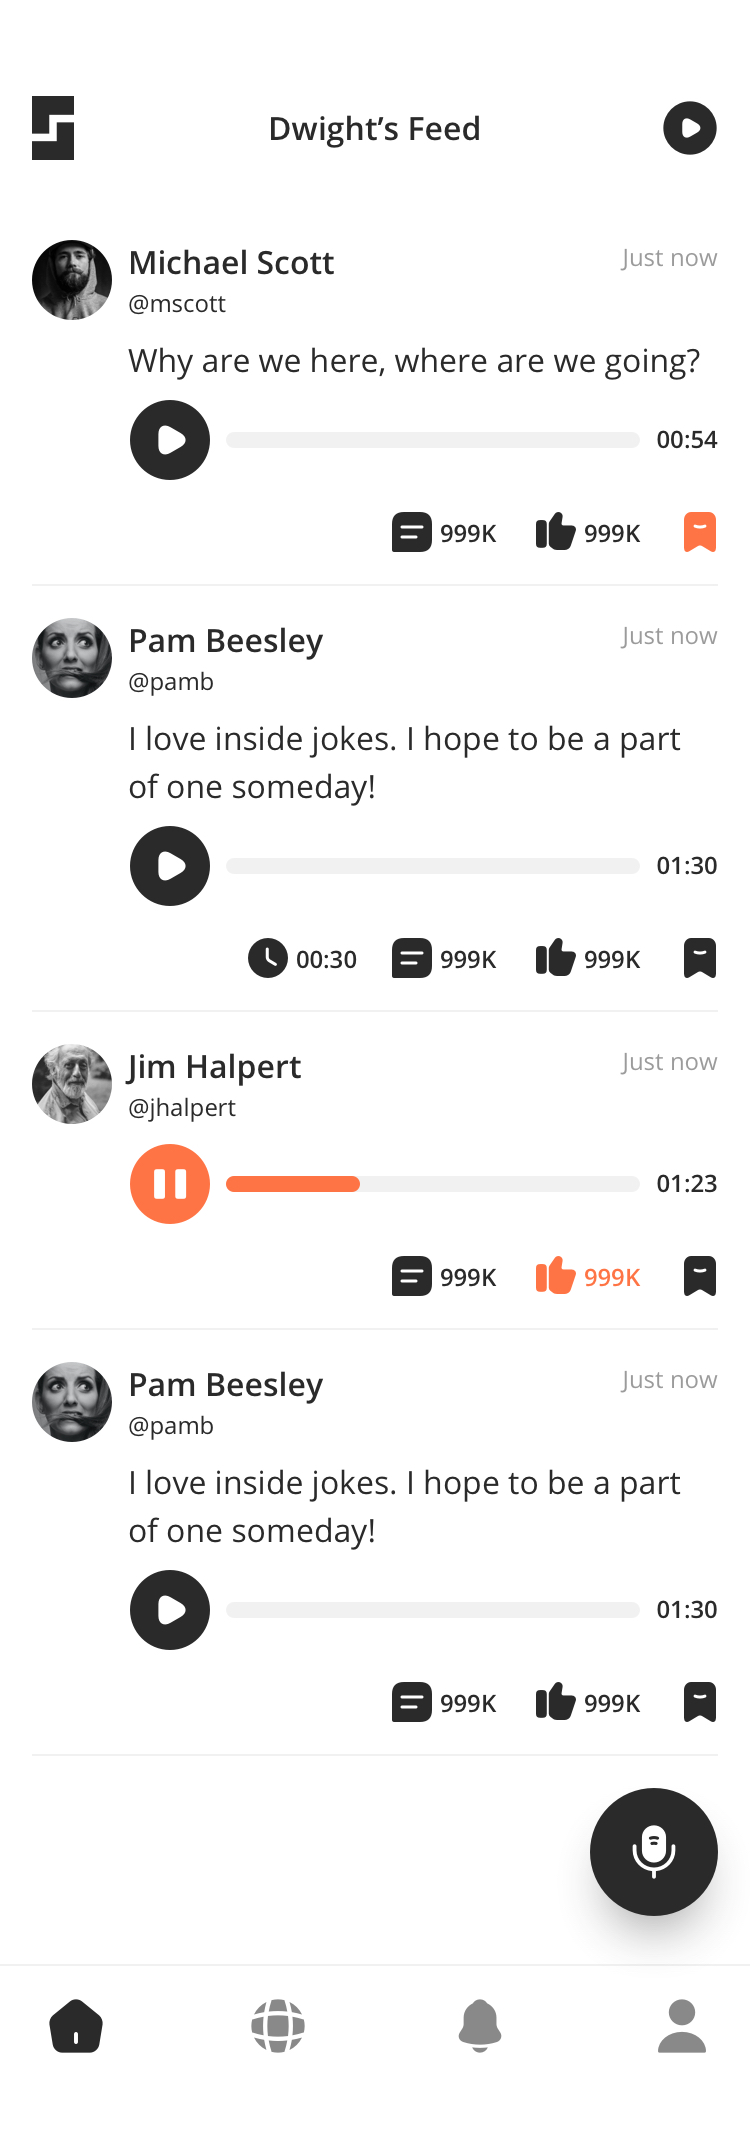 Dwight’s Feed
Michael Scott
Just now
@mscott
Why are we here, where are we going?
00:54
999K 999K
Pam Beesley
Just now
@pamb
I love inside jokes. I hope to be a part
of one someday!
01:30
00:30 999K 999K
Jim Halpert
Just now
@jhalpert
01:23
999K 999K
Pam Beesley
Just now
@pamb
I love inside jokes. I hope to be a part
of one someday!
01:30
999K 999K